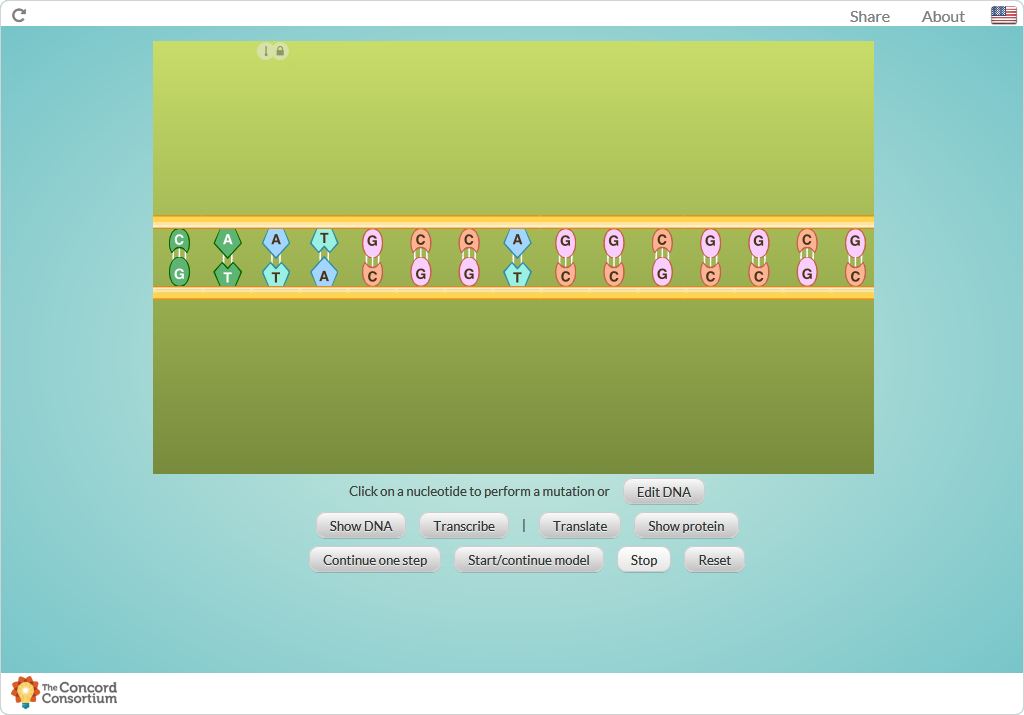 Share About
C A A T G C C A G G C G G C G
G T T A C G G T C C G C C G C
Click on a nucleotide to perform a mutation or Edit DNA
Show DNA Transcribe | Translate Show protein
Continue one step Start/continue model Stop Reset
The Concord
Consortium